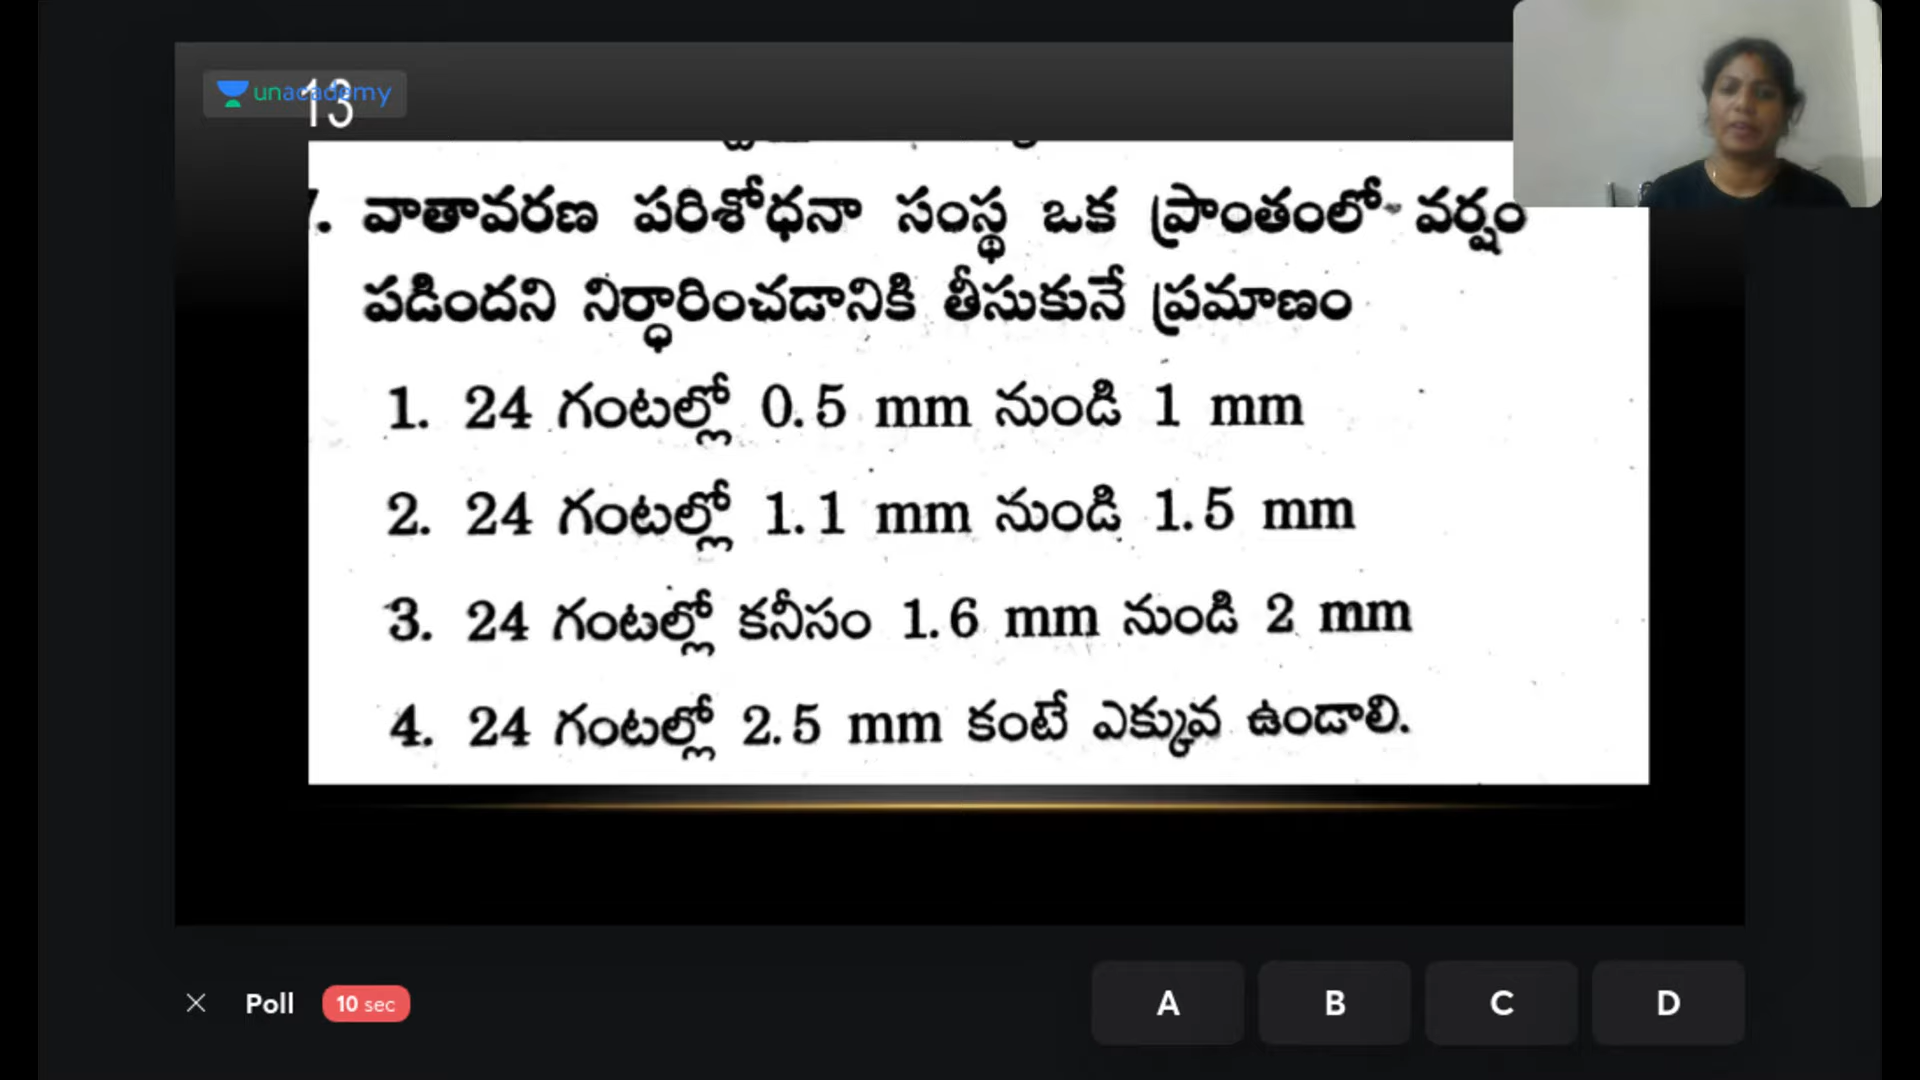 unacademy
13
7. వాతావరణ పరిశోధనా సంస్థ ఒక ప్రాంతంలో వర్షం
పడిందని నిర్ధారించడానికి తీసుకునే ప్రమాణం
1. 24 గంటల్లో 0.5 mm నుండి 1 mm
2. 24 గంటల్లో 1.1 mm నుండి 1.5 mm
3. 24 గంటల్లో కనీసం 1.6 mm నుండి 2 mm
4. 24 గంటల్లో 2.5 mm కంటే ఎక్కువ ఉండాలి.
× Poll 10 sec A B C D